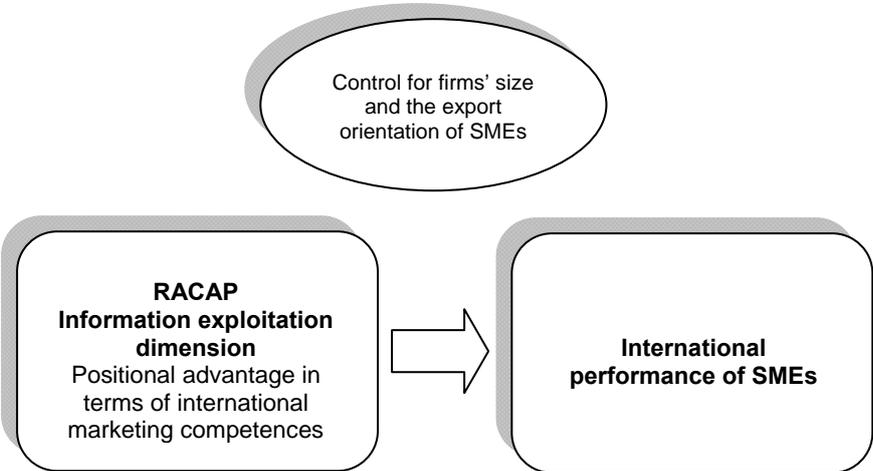 Control for firms’ size
and the export
orientation of SMEs
RACAP
Information exploitation
dimension
Positional advantage in
terms of international
marketing competences
International
performance of SMEs